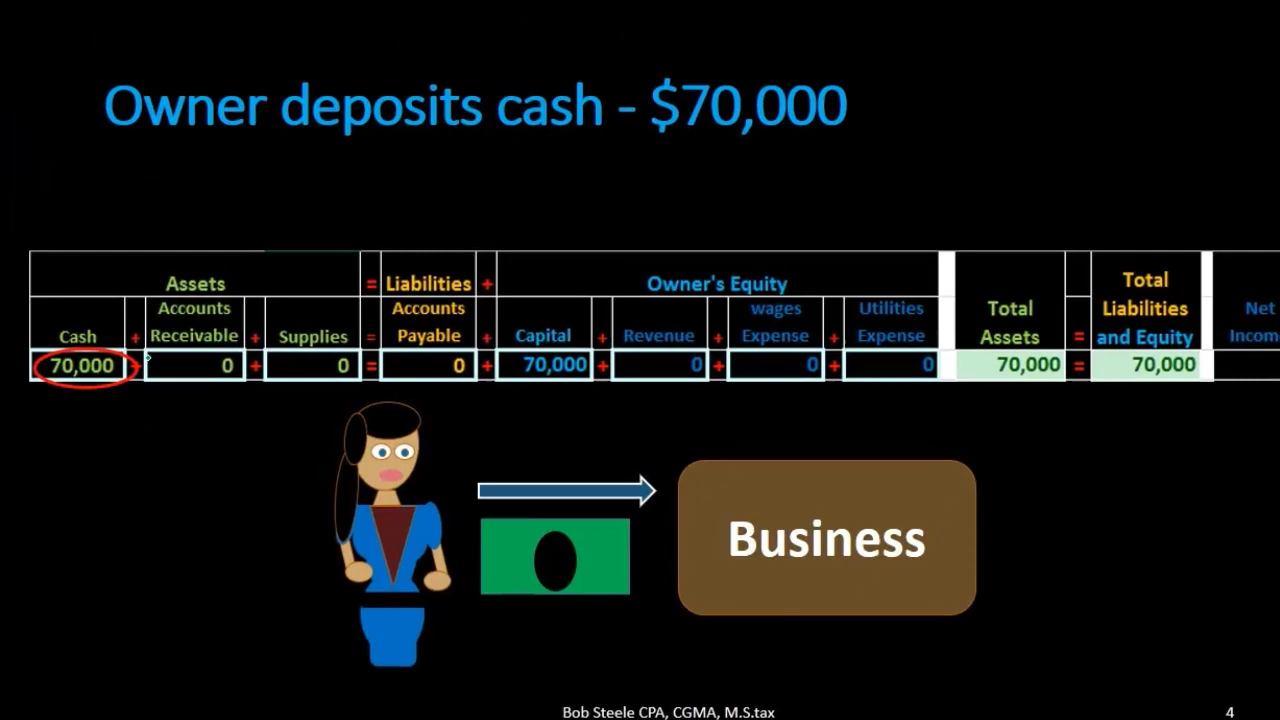 Owner deposits cash - $70,000
Assets = Liabilities + Owner's Equity
Cash + Accounts Receivable + Supplies = Accounts Payable + Capital + Revenue + wages Expense + Utilities Expense Total Assets = Total Liabilities and Equity Net
70,000 + 0 + 0 = 0 + 70,000 + 0 + 0 + 0 70,000 = 70,000
Business
Bob Steele CPA, CGMA, M.S.tax
4